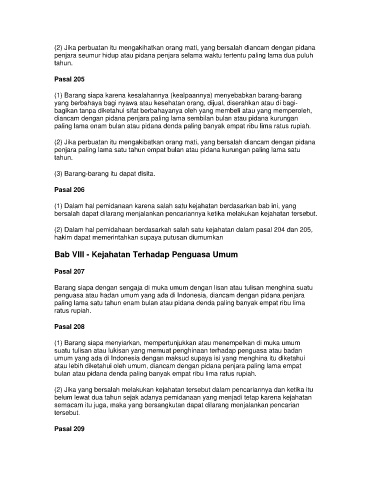 (2) Jika perbuatan itu mengakihatkan orang mati, yang bersalah diancam dengan pidana
penjara seumur hidup atau pidana penjara selama waktu tertentu paling lama dua puluh
tahun.
Pasal 205
(1) Barang siapa karena kesalahannya (kealpaannya) menyebabkan barang-barang
yang berbahaya bagi nyawa atau kesehatan orang, dijual, diserahkan atau di bagi-
bagikan tanpa diketahui sifat berbahayanya oleh yang membeli atau yang memperoleh,
diancam dengan pidana penjara paling lama sembilan bulan atau pidana kurungan
paling lama enam bulan atau pidana denda paling banyak empat ribu lima ratus rupiah.
(2) Jika perbuatan itu mengakibatkan orang mati, yang bersalah diancam dengan pidana
penjara paling lama satu tahun empat bulan atau pidana kurungan paling lama satu
tahun.
(3) Barang-barang itu dapat disita.
Pasal 206
(1) Dalam hal pemidanaan karena salah satu kejahatan berdasarkan bab ini, yang
bersalah dapat dilarang menjalankan pencariannya ketika melakukan kejahatan tersebut.
(2) Dalam hal pemidahaan berdasarkah salah satu kejahatan dalam pasal 204 dan 205,
hakim dapat memerintahkan supaya putusan diumumkan
Bab VIII - Kejahatan Terhadap Penguasa Umum
Pasal 207
Barang siapa dengan sengaja di muka umum dengan lisan atau tulisan menghina suatu
penguasa atau hadan umum yang ada di Indonesia, diancam dengan pidana penjara
paling lama satu tahun enam bulan atau pidana denda paling banyak empat ribu lima
ratus rupiah.
Pasal 208
(1) Barang siapa menyiarkan, mempertunjukkan atau menempelkan di muka umum
suatu tulisan atau lukisan yang memuat penghinaan terhadap penguasa atau badan
umum yang ada di Indonesia dengan maksud supaya isi yang menghina itu diketahui
atau lebih diketahui oleh umum, diancam dengan pidana penjara paling lama empat
bulan atau pidana denda paling banyak empat ribu lima ratus rupiah.
(2) Jika yang bersalah melakukan kejahatan tersebut dalam pencariannya dan ketika itu
belum lewat dua tahun sejak adanya pemidanaan yang menjadi tetap karena kejahatan
semacam itu juga, maka yang bersangkutan dapat dilarang menjalankan pencarian
tersebut.
Pasal 209